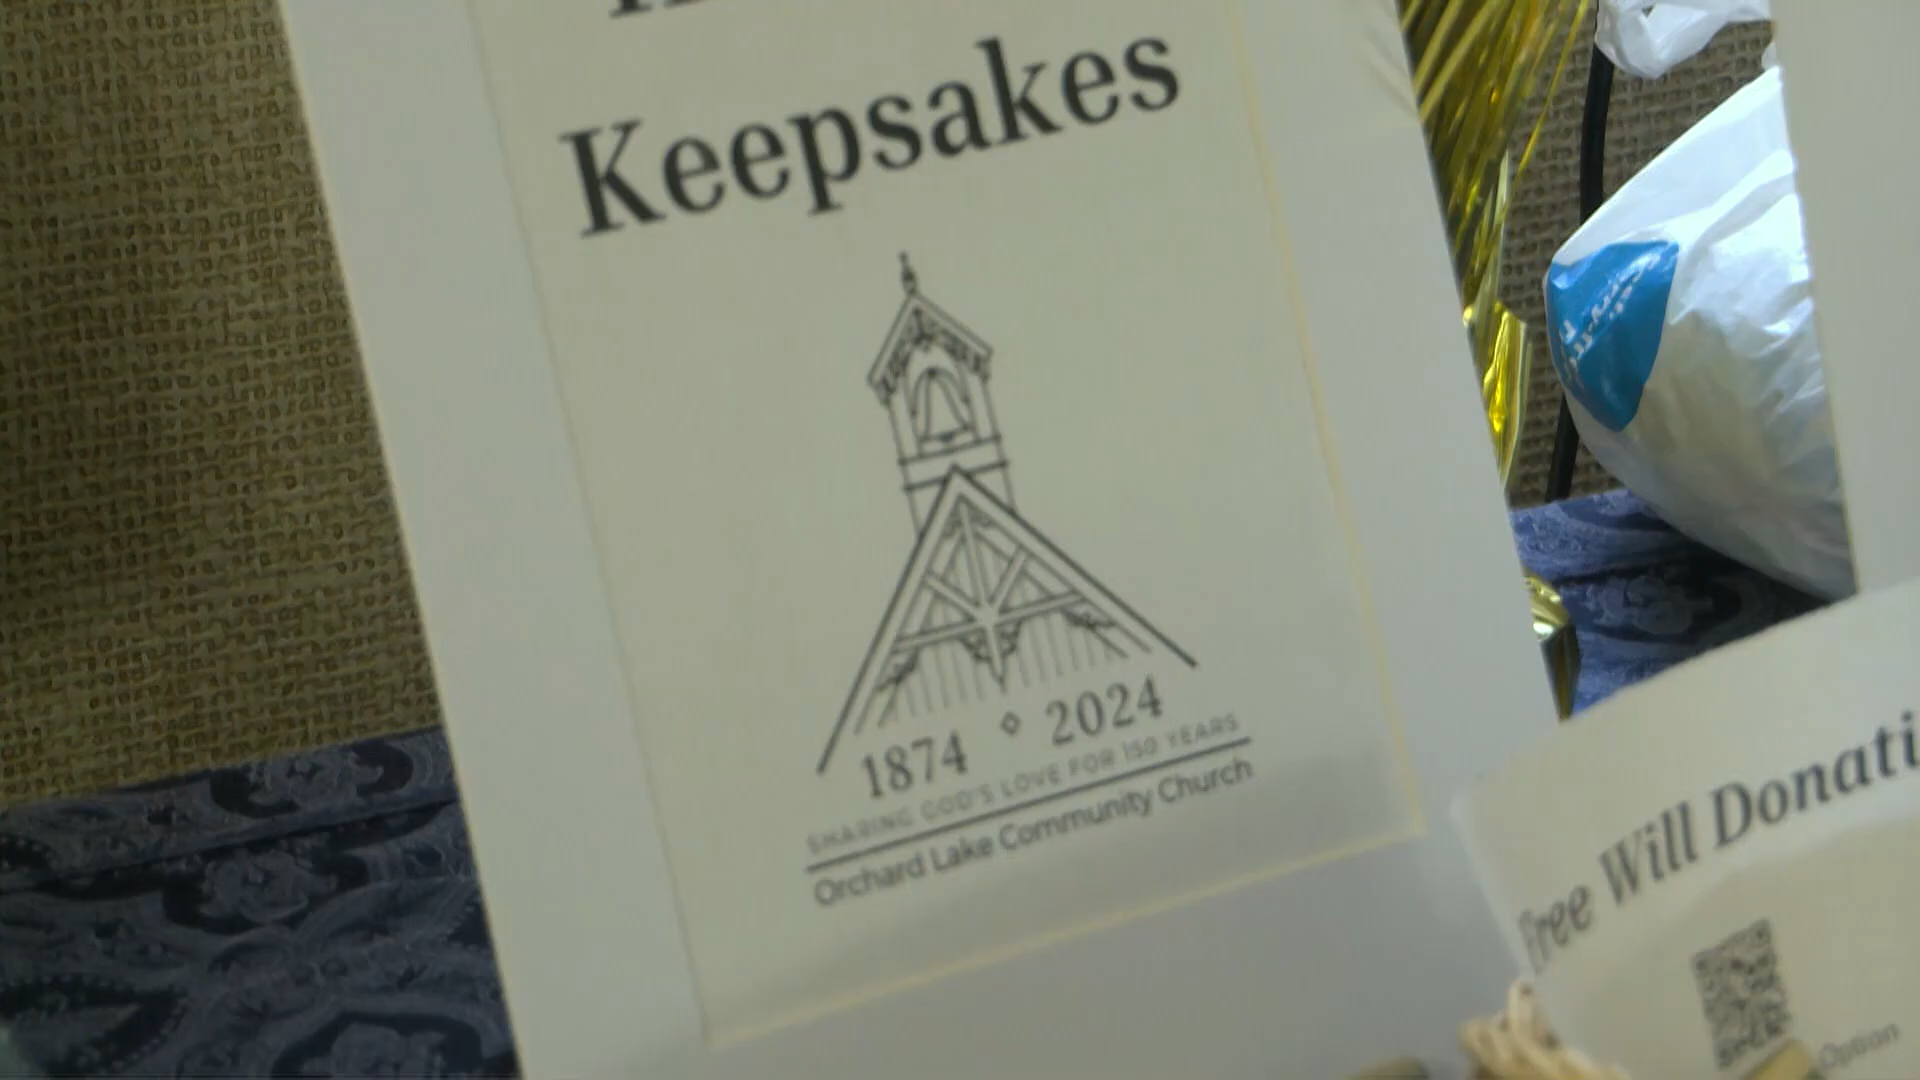 Keepsakes
1874 ◇ 2024
SHARING GOD'S LOVE FOR 150 YEARS
Orchard Lake Community Church
Free Will Donati
Option